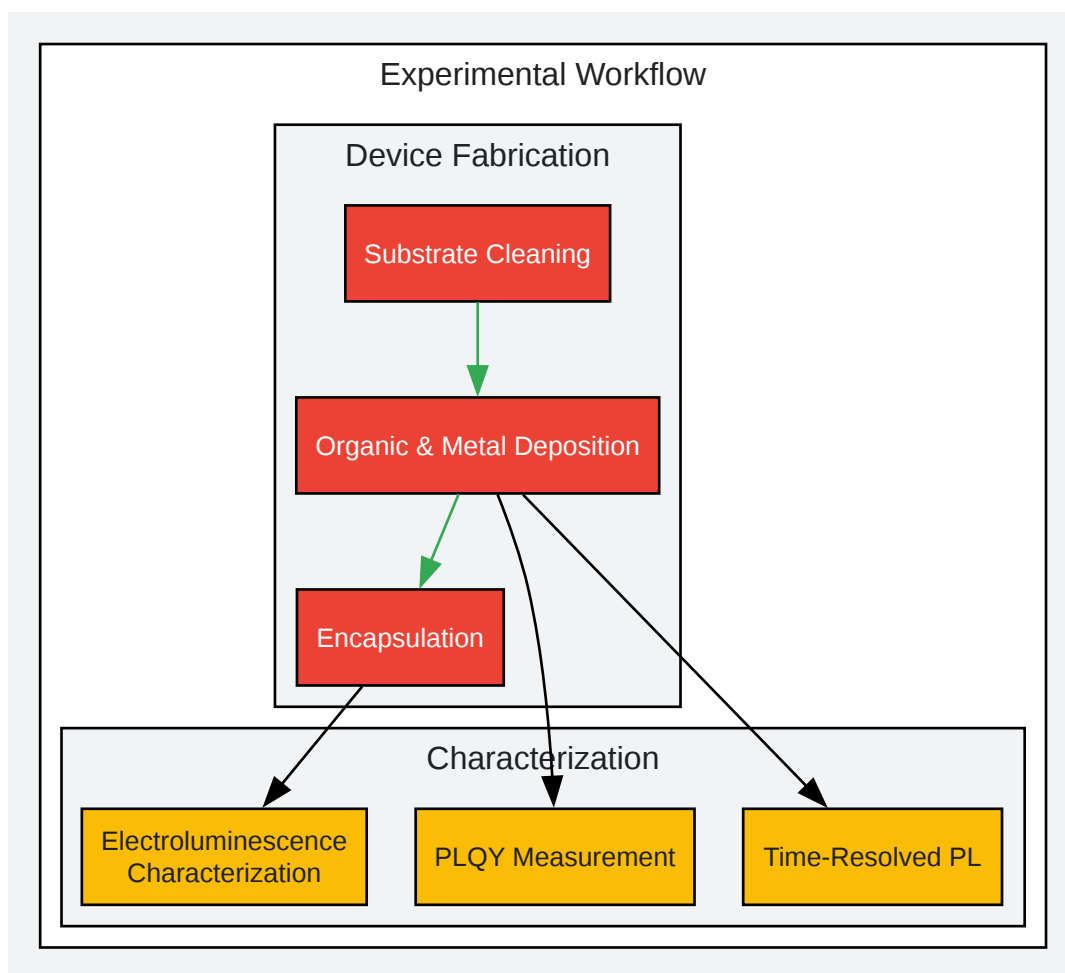 Experimental Workflow
Device Fabrication
Substrate Cleaning
Organic & Metal Deposition
Encapsulation
Characterization
Electroluminescence
Characterization
PLQY Measurement
Time-Resolved PL